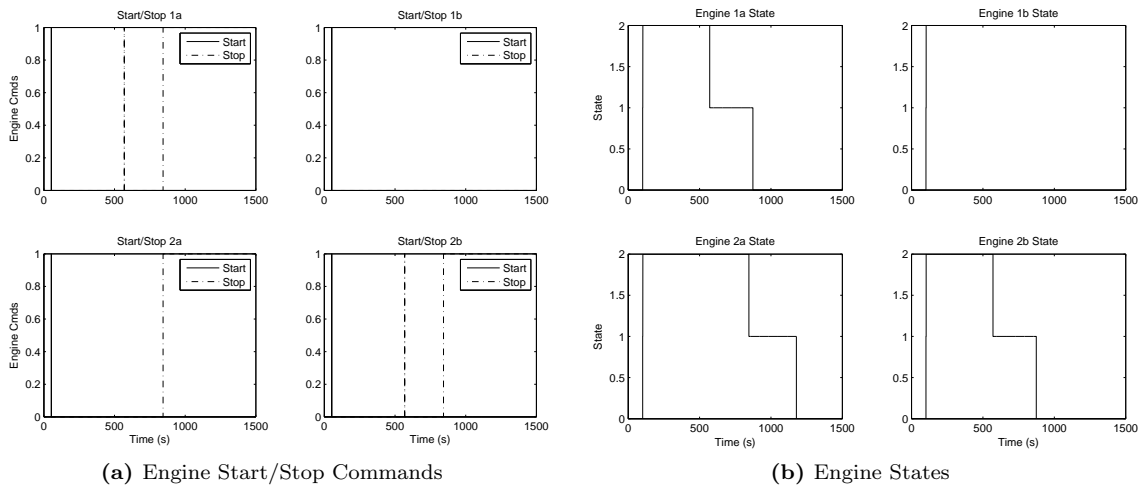 Start/Stop 1a
Start/Stop 1b
Engine 1a State
Engine 1b State
1
0.8
0.6
0.4
0.2
0
Engine Cmds
Start
Stop
0 500 1000 1500
1
0.8
0.6
0.4
0.2
0
Start
Stop
0 500 1000 1500
2
1.5
1
0.5
0
State
0 500 1000 1500
2
1.5
1
0.5
0
0 500 1000 1500
Start/Stop 2a
Start/Stop 2b
Engine 2a State
Engine 2b State
1
0.8
0.6
0.4
0.2
0
Engine Cmds
Start
Stop
0 500 1000 1500
Time (s)
1
0.8
0.6
0.4
0.2
0
Start
Stop
0 500 1000 1500
Time (s)
2
1.5
1
0.5
0
State
0 500 1000 1500
Time (s)
2
1.5
1
0.5
0
0 500 1000 1500
Time (s)
(a) Engine Start/Stop Commands
(b) Engine States